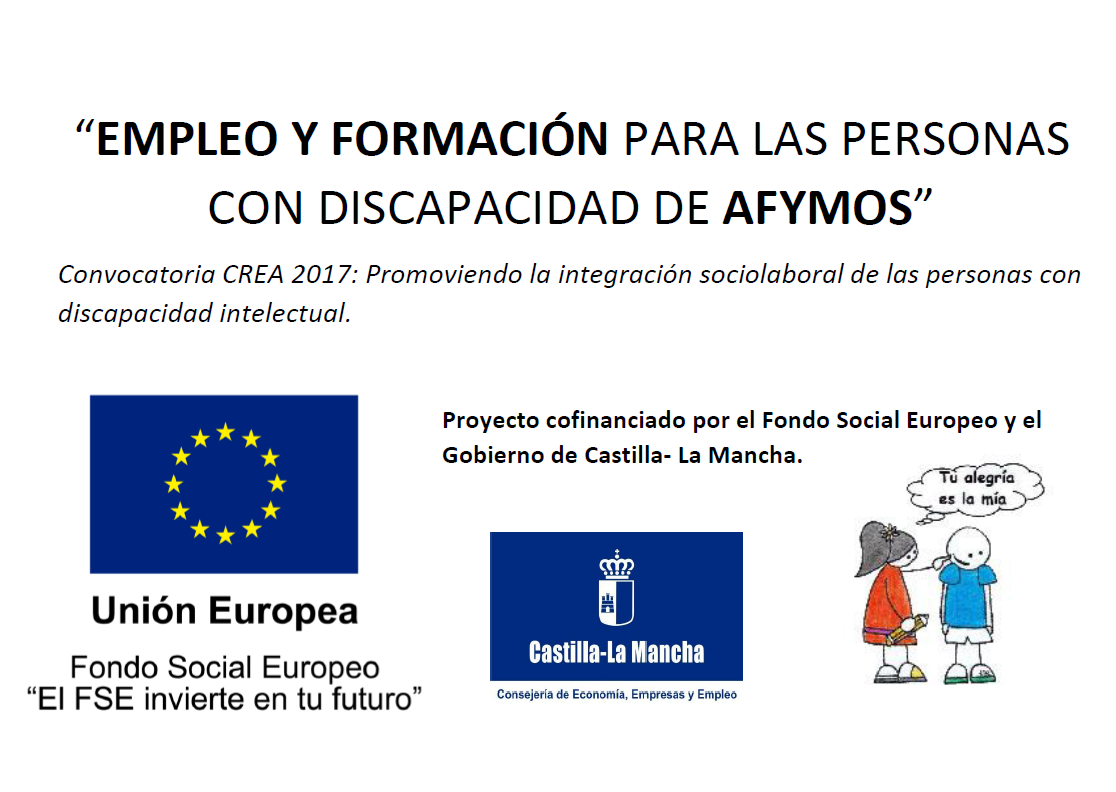 “EMPLEO Y FORMACIÓN PARA LAS PERSONAS
CON DISCAPACIDAD DE AFYMOS”
Convocatoria CREA 2017: Promoviendo la integración sociolaboral de las personas con
discapacidad intelectual.
Proyecto cofinanciado por el Fondo Social Europeo y el
Gobierno de Castilla- La Mancha.
Tu alegría
es la mía
Unión Europea
Fondo Social Europeo
“El FSE invierte en tu futuro”
Castilla-La Mancha
Consejería de Economía, Empresas y Empleo